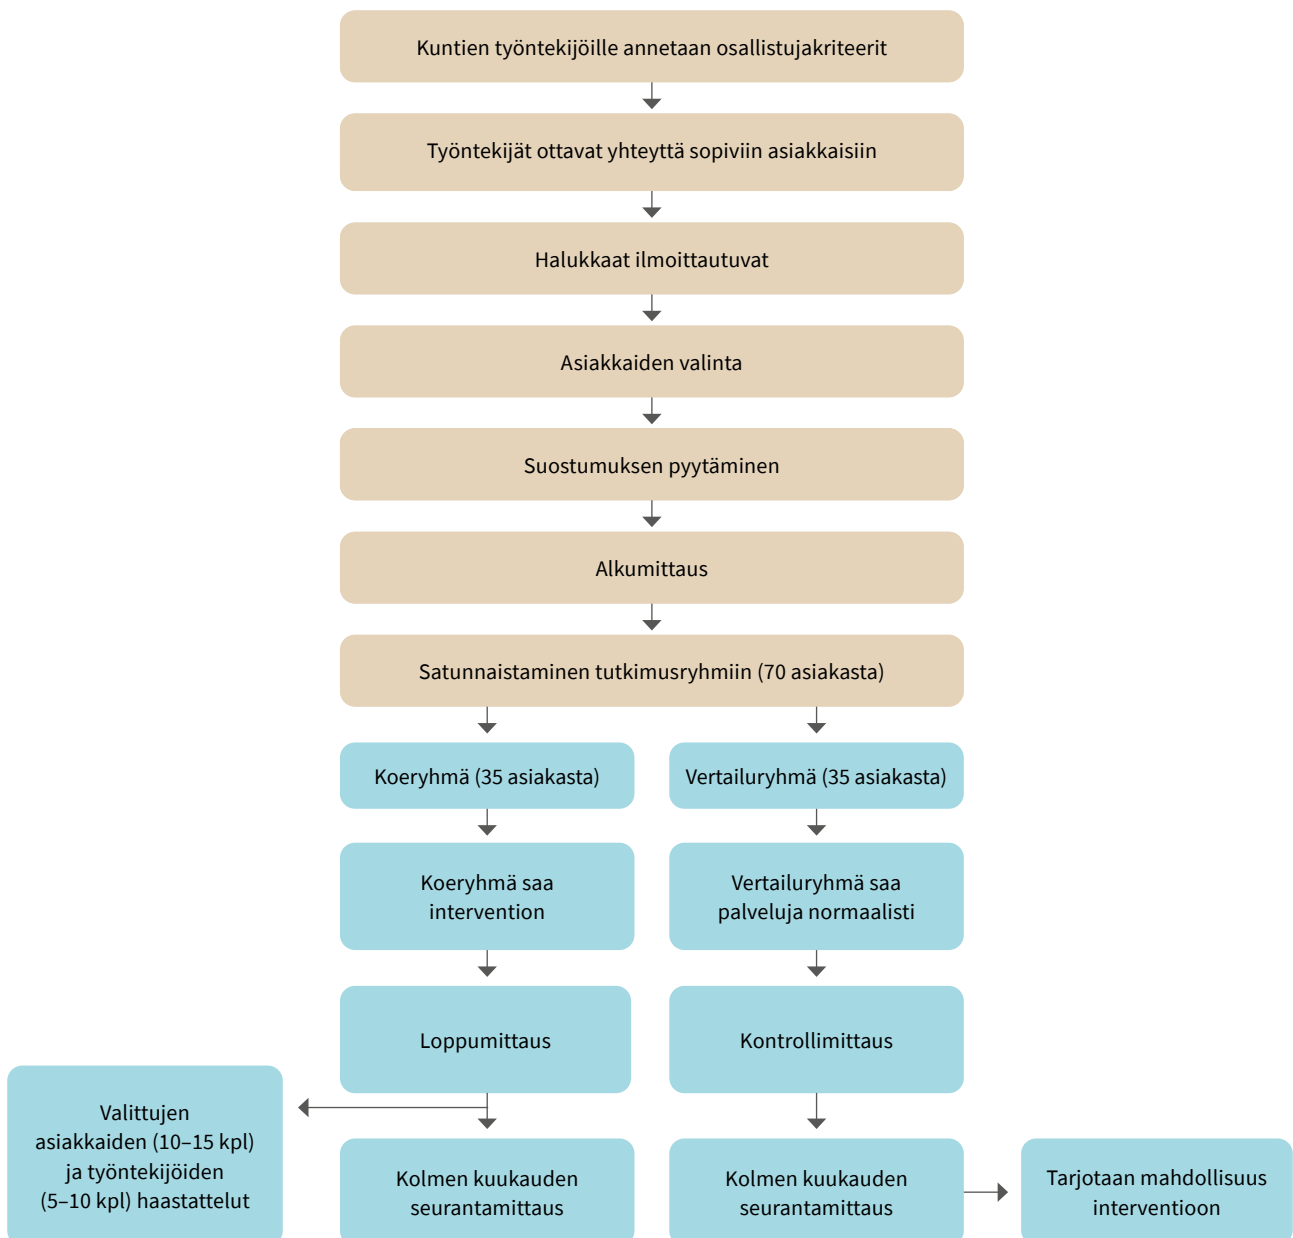 Kuntien työntekijöille annetaan osallistujakriteerit
Työntekijät ottavat yhteyttä sopiviin asiakkaisiin
Halukkaat ilmoittautuvat
Asiakkaiden valinta
Suostumuksen pyytäminen
Alkumittaus
Satunnaistaminen tutkimusryhmiin (70 asiakasta)
Koeryhmä (35 asiakasta)
Vertailuryhmä (35 asiakasta)
Koeryhmä saa
intervention
Vertailuryhmä saa
palveluja normaalisti
Loppumittaus
Kontrollimittaus
Valittujen
asiakkaiden (10–15 kpl)
ja työntekijöiden
(5–10 kpl) haastattelut
Kolmen kuukauden
seurantamittaus
Kolmen kuukauden
seurantamittaus
Tarjotaan mahdollisuus
interventioon